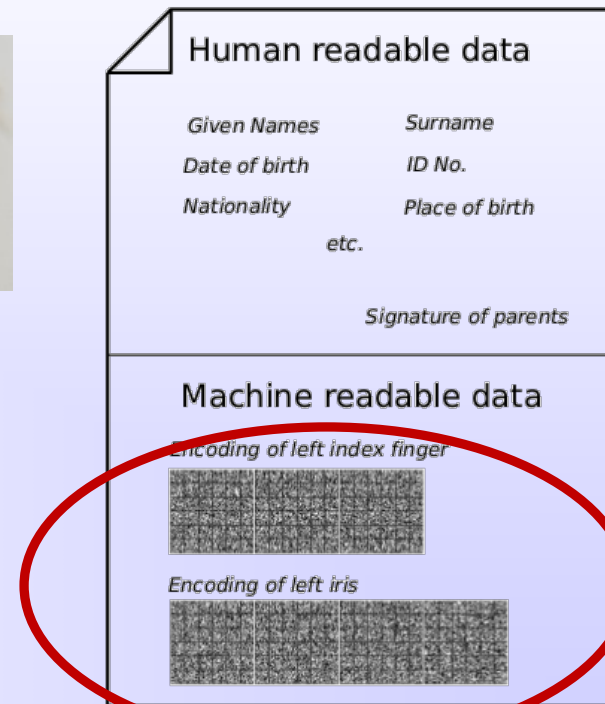 Human readable data
Given Names Surname
Date of birth ID No.
Nationality Place of birth
etc.
Signature of parents
Machine readable data
Encoding of left index finger
Encoding of left iris